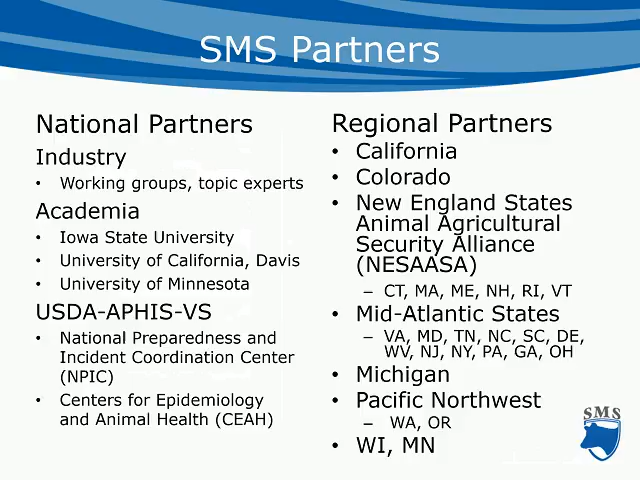 SMS Partners
National Partners
Industry
• Working groups, topic experts
Academia
• Iowa State University
• University of California, Davis
• University of Minnesota
USDA-APHIS-VS
• National Preparedness and
Incident Coordination Center
(NPIC)
• Centers for Epidemiology
and Animal Health (CEAH)
Regional Partners
• California
• Colorado
• New England States
Animal Agricultural
Security Alliance
(NESAASA)
– CT, MA, ME, NH, RI, VT
• Mid-Atlantic States
– VA, MD, TN, NC, SC, DE,
WV, NJ, NY, PA, GA, OH
• Michigan
• Pacific Northwest
– WA, OR
• WI, MN
SMS